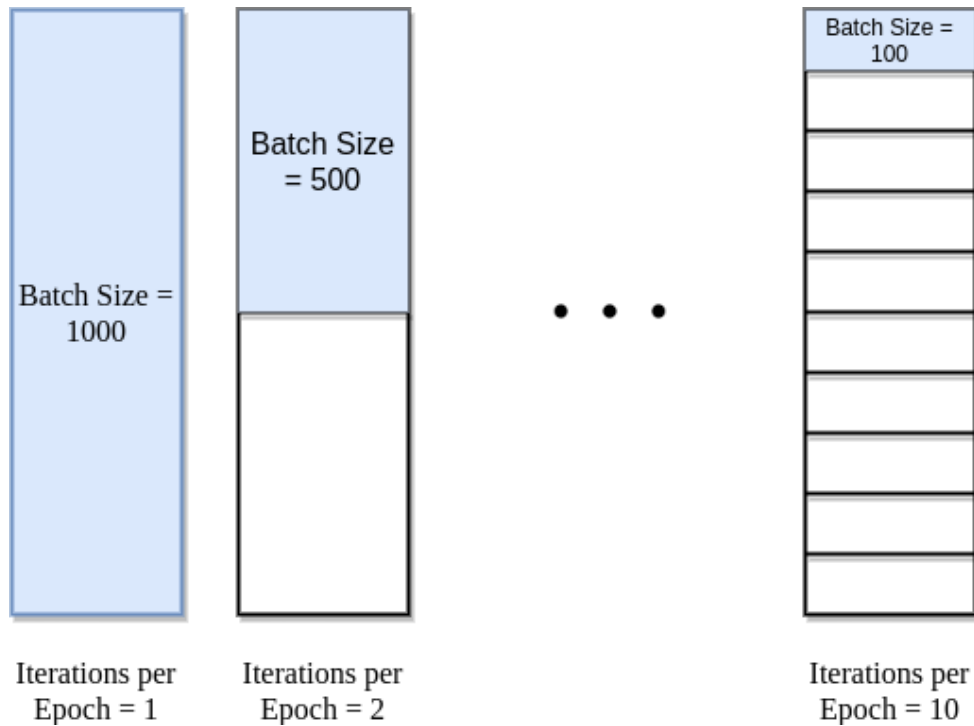 Batch Size =
1000
Batch Size
= 500
Batch Size =
100
Iterations per
Epoch = 1
Iterations per
Epoch = 2
Iterations per
Epoch = 10